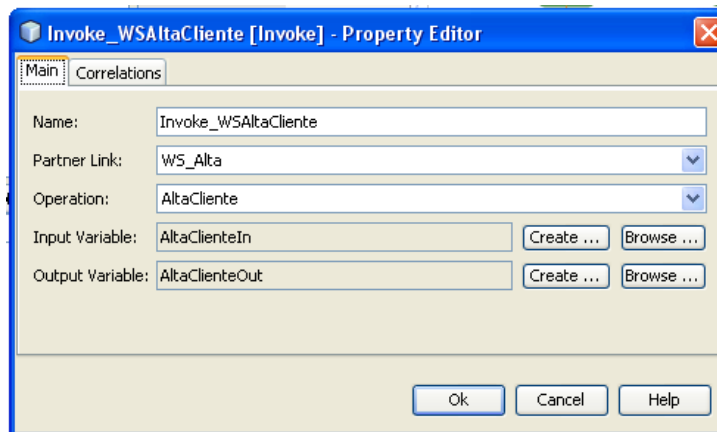 Invoke_WSAltaCliente [Invoke] - Property Editor
Main Correlations
Name: Invoke_WSAltaCliente
Partner Link: WS_Alta
Operation: AltaCliente
Input Variable: AltaClienteIn Create ... Browse ...
Output Variable: AltaClienteOut Create ... Browse ...
Ok Cancel Help